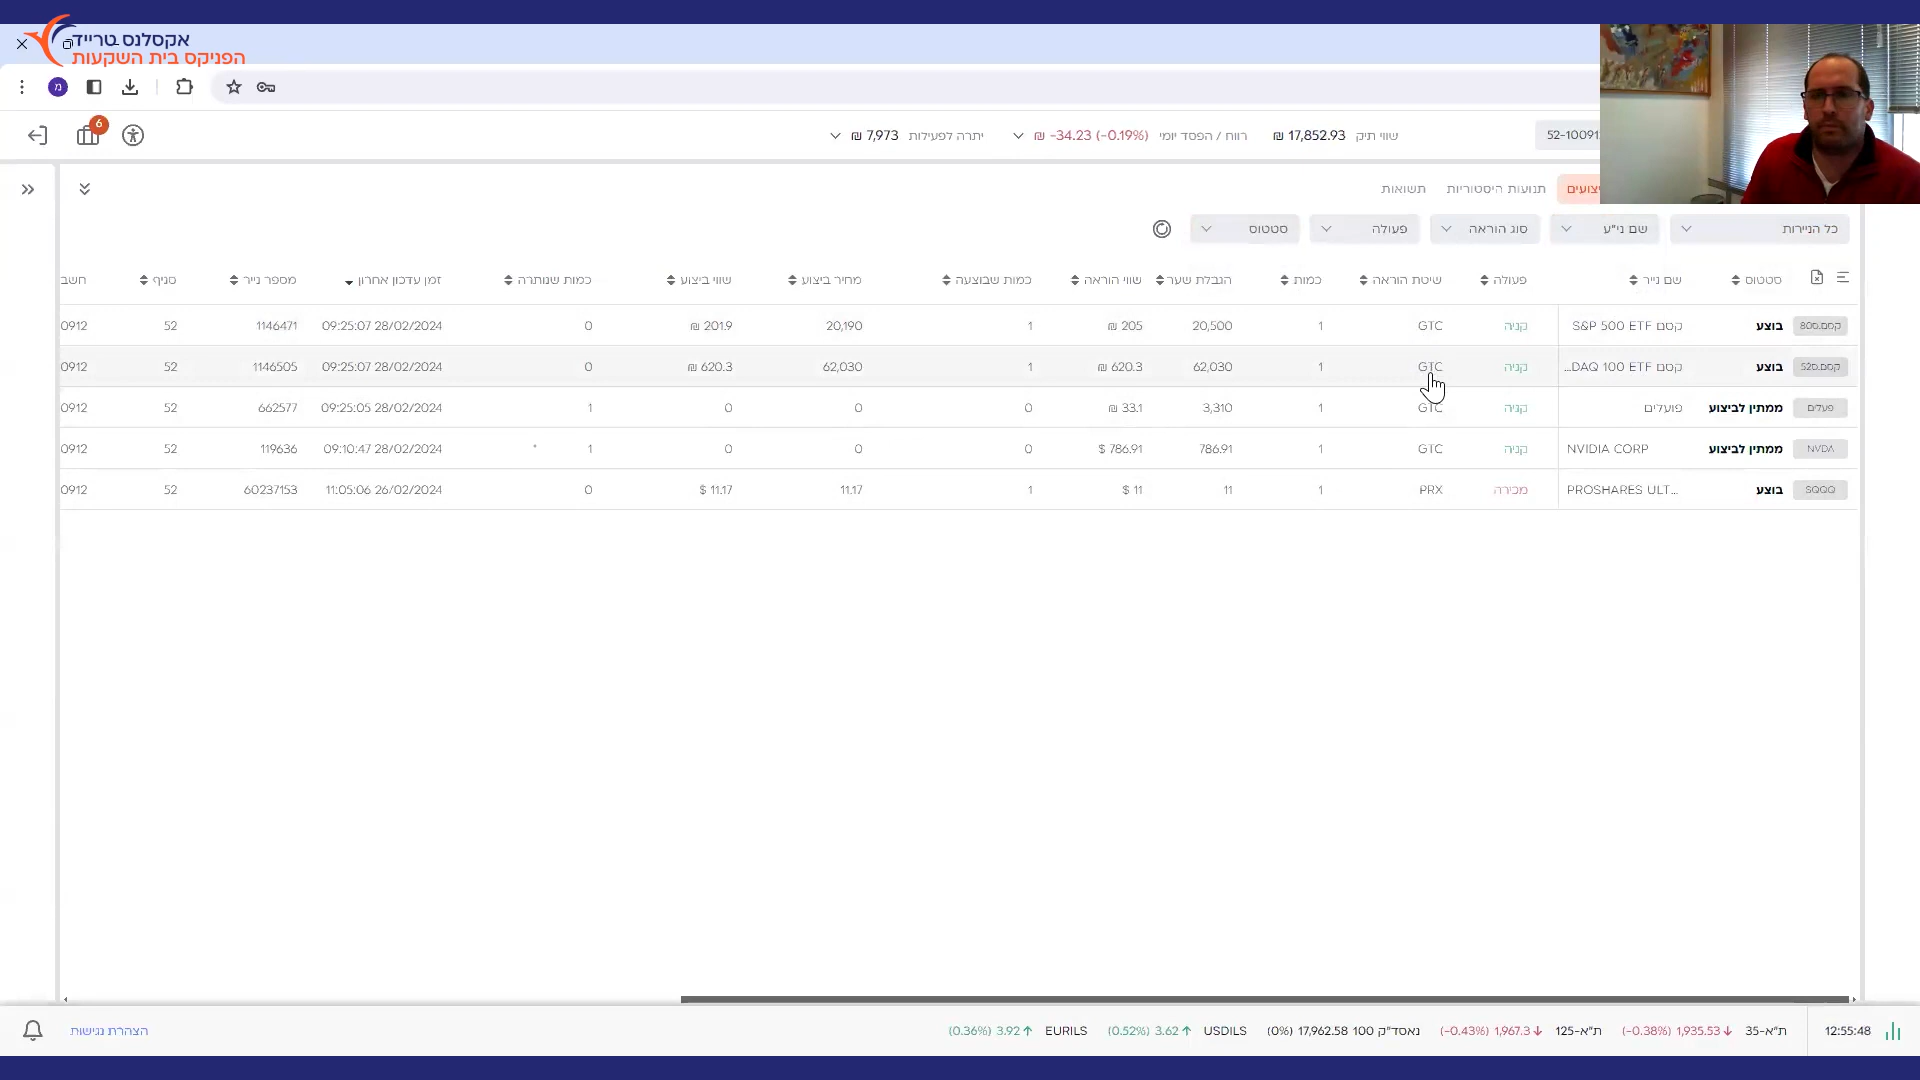 אקסלנס טרייד
הפניקס בית השקעות
מ
52-10091
שווי תיק ₪ 17,852.93 רווח / הפסד יומי ₪ -34.23 (-0.19%) יתרה לפעילות ₪ 7,973
6
תנועות היסטוריות תשואות
כל הניירות שם ני״ע סוג הוראה פעולה סטטוס
סטטוס שם נייר פעולה שיטת הוראה כמות הגבלת שער שווי הוראה כמות שבוצעה מחיר ביצוע שווי ביצוע כמות שנותרה זמן עדכון אחרון מספר נייר סניף חשב
קסם.ס80 בוצע קסם S&P 500 ETF קניה GTC 1 20,500 ₪ 205 1 20,190 ₪ 201.9 0 09:25:07 28/02/2024 1146471 52 0912
קסם.ס52 בוצע קסם DAQ 100 ETF... קניה GTC 1 62,030 ₪ 620.3 1 62,030 ₪ 620.3 0 09:25:07 28/02/2024 1146505 52 0912
פעלים ממתין לביצוע פועלים קניה GTC 1 3,310 ₪ 33.1 0 0 0 1 09:25:05 28/02/2024 662577 52 0912
NVDA ממתין לביצוע NVIDIA CORP קניה GTC 1 786.91 $ 786.91 0 0 0 1 * 09:10:47 28/02/2024 119636 52 0912
SQQQ בוצע PROSHARES ULT... מכירה PRX 1 11 $ 11 1 11.17 $ 11.17 0 11:05:06 26/02/2024 60237153 52 0912
12:55:48 ת״א-35 1,935.53 (-0.38%) ת״א-125 1,967.3 (-0.43%) נאסד״ק 100 17,962.58 (0%) USDILS 3.62 (0.52%) EURILS 3.92 (0.36%) הצהרת נגישות